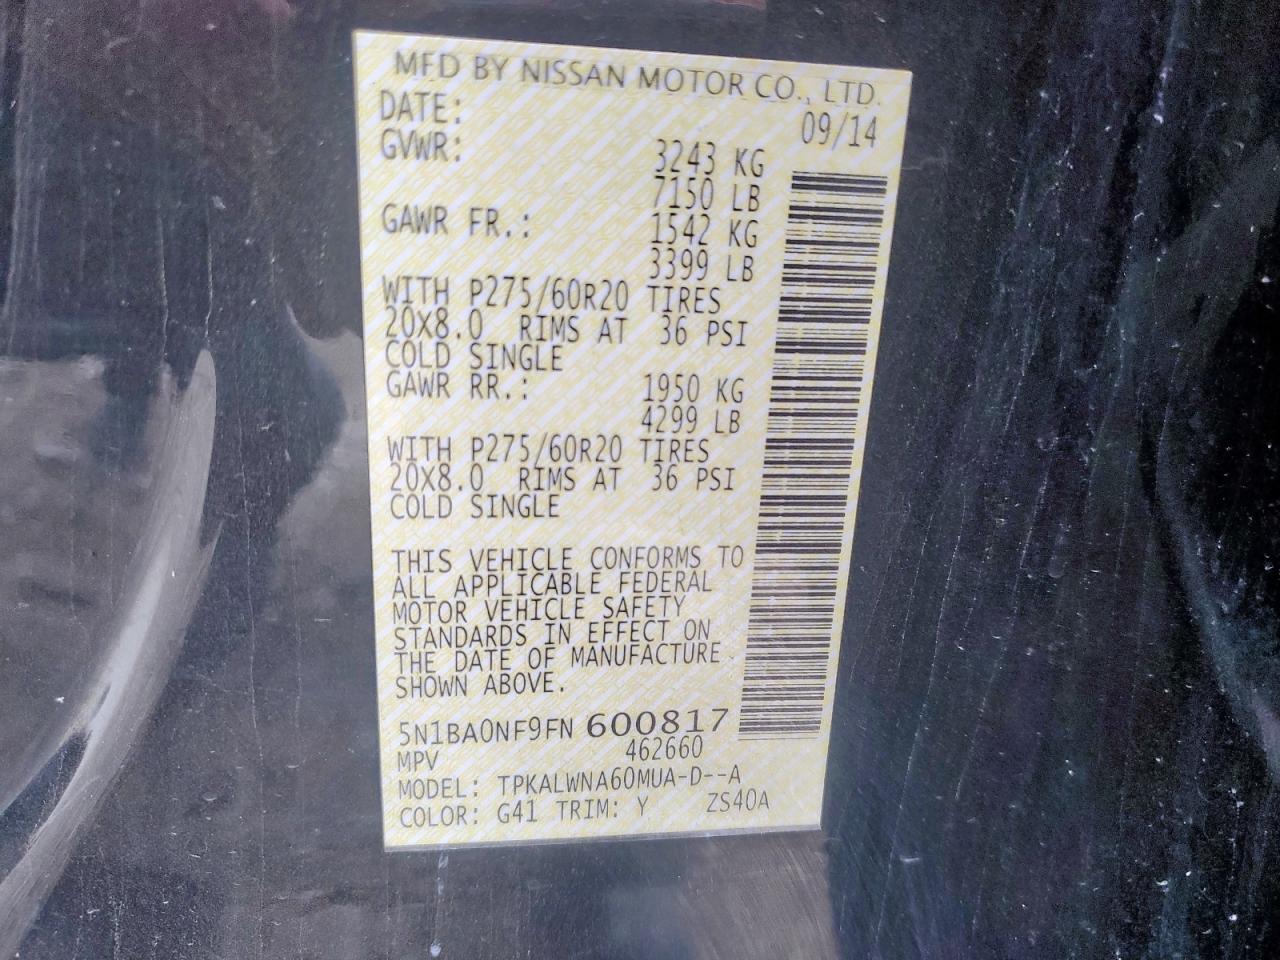 MFD BY NISSAN MOTOR CO., LTD.
DATE: 09/14
GVWR: 3243 KG
7150 LB
GAWR FR.: 1542 KG
3399 LB
WITH P275/60R20 TIRES
20X8.0 RIMS AT 36 PSI
COLD SINGLE
GAWR RR.: 1950 KG
4299 LB
WITH P275/60R20 TIRES
20X8.0 RIMS AT 36 PSI
COLD SINGLE
THIS VEHICLE CONFORMS TO
ALL APPLICABLE FEDERAL
MOTOR VEHICLE SAFETY
STANDARDS IN EFFECT ON
THE DATE OF MANUFACTURE
SHOWN ABOVE.
5N1BA0NF9FN 600817
MPV 462660
MODEL: TPKALWNA60MUA-D--A
COLOR: G41 TRIM: Y ZS40A